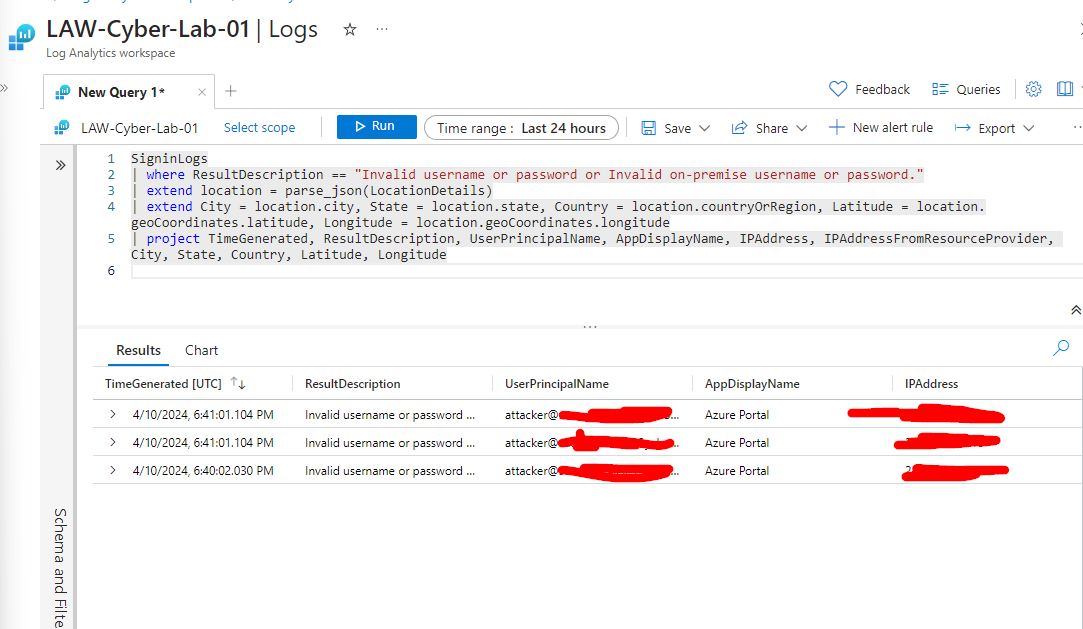 LAW-Cyber-Lab-01 | Logs
Log Analytics workspace
New Query 1*
Feedback
Queries
LAW-Cyber-Lab-01
Select scope
Run
Time range : Last 24 hours
Save
Share
New alert rule
Export
1 SigninLogs
2 | where ResultDescription == "Invalid username or password or Invalid on-premise username or password."
3 | extend location = parse_json(LocationDetails)
4 | extend City = location.city, State = location.state, Country = location.countryOrRegion, Latitude = location.
geoCoordinates.latitude, Longitude = location.geoCoordinates.longitude
5 | project TimeGenerated, ResultDescription, UserPrincipalName, AppDisplayName, IPAddress, IPAddressFromResourceProvider,
City, State, Country, Latitude, Longitude
6
Schema and Filte
Results Chart
TimeGenerated [UTC] ResultDescription UserPrincipalName AppDisplayName IPAddress
4/10/2024, 6:41:01.104 PM Invalid username or password ... attacker@ ... Azure Portal
4/10/2024, 6:41:01.104 PM Invalid username or password ... attacker@ ... Azure Portal
4/10/2024, 6:40:02.030 PM Invalid username or password ... attacker@ ... Azure Portal